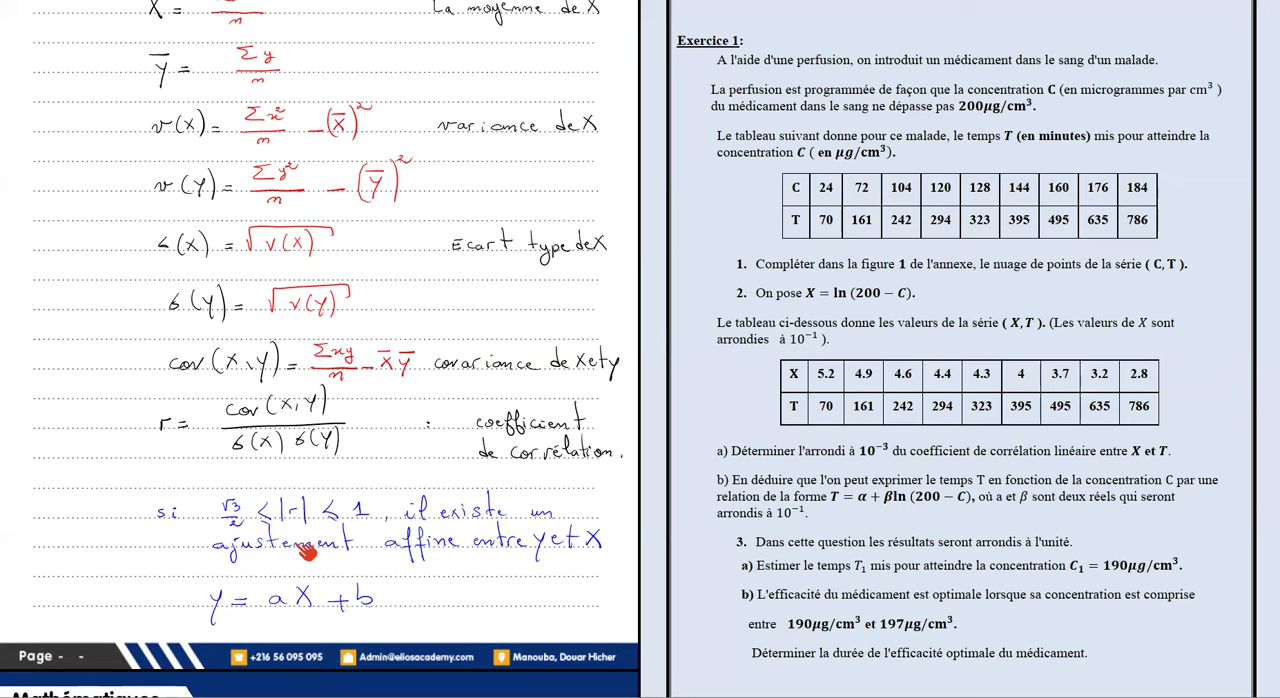 X = 
n
La moyenne de X
Y̅ = Σy / n
v(X) = Σx² / n - (X̅)² variance de X
v(Y) = Σy² / n - (Y̅)²
б(X) = √v(X) Ecart type de X
б(Y) = √v(Y)
cov(X,Y) = Σxy / n - X̅ Y̅ covariance de X et y
r = cov(X,Y) / б(X) б(Y) : coefficient
de corrélation.
si √3/2 ≤ |r| ≤ 1, il existe un
ajustement affine entre y et X
y = aX + b
Page - -
+216 56 095 095
Admin@eliosacademy.com
Manouba, Douar Hicher
Mathématiques
Exercice 1:
A l'aide d'une perfusion, on introduit un médicament dans le sang d'un malade.
La perfusion est programmée de façon que la concentration C (en microgrammes par cm³ )
du médicament dans le sang ne dépasse pas 200μg/cm³.
Le tableau suivant donne pour ce malade, le temps T (en minutes) mis pour atteindre la
concentration C ( en μg/cm³).
C 24 72 104 120 128 144 160 176 184
T 70 161 242 294 323 395 495 635 786
1. Compléter dans la figure 1 de l'annexe, le nuage de points de la série ( C, T ).
2. On pose X = ln (200 − C).
Le tableau ci-dessous donne les valeurs de la série ( X, T ). (Les valeurs de X sont
arrondies à 10⁻¹ ).
X 5.2 4.9 4.6 4.4 4.3 4 3.7 3.2 2.8
T 70 161 242 294 323 395 495 635 786
a) Déterminer l'arrondi à 10⁻³ du coefficient de corrélation linéaire entre X et T.
b) En déduire que l'on peut exprimer le temps T en fonction de la concentration C par une
relation de la forme T = α + βln (200 − C), où a et β sont deux réels qui seront
arrondis à 10⁻¹.
3. Dans cette question les résultats seront arrondis à l'unité.
a) Estimer le temps T₁ mis pour atteindre la concentration C₁ = 190μg/cm³.
b) L'efficacité du médicament est optimale lorsque sa concentration est comprise
entre 190μg/cm³ et 197μg/cm³.
Déterminer la durée de l'efficacité optimale du médicament.